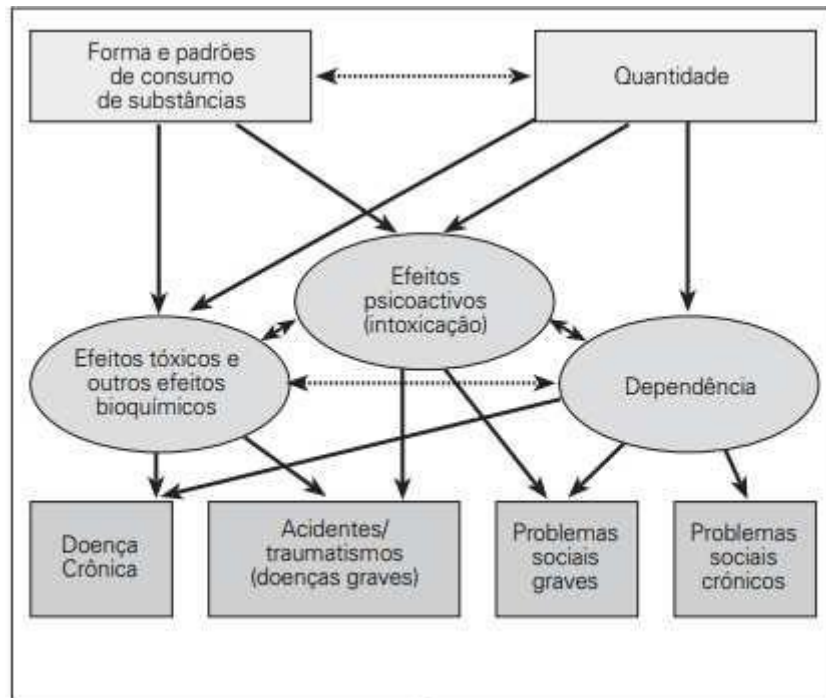 Forma e padrões
de consumo
de substâncias
Quantidade
Efeitos
psicoactivos
(intoxicação)
Efeitos tóxicos e
outros efeitos
bioquímicos
Dependência
Doença
Crônica
Acidentes/
traumatismos
(doenças graves)
Problemas
sociais
graves
Problemas
sociais
crónicos